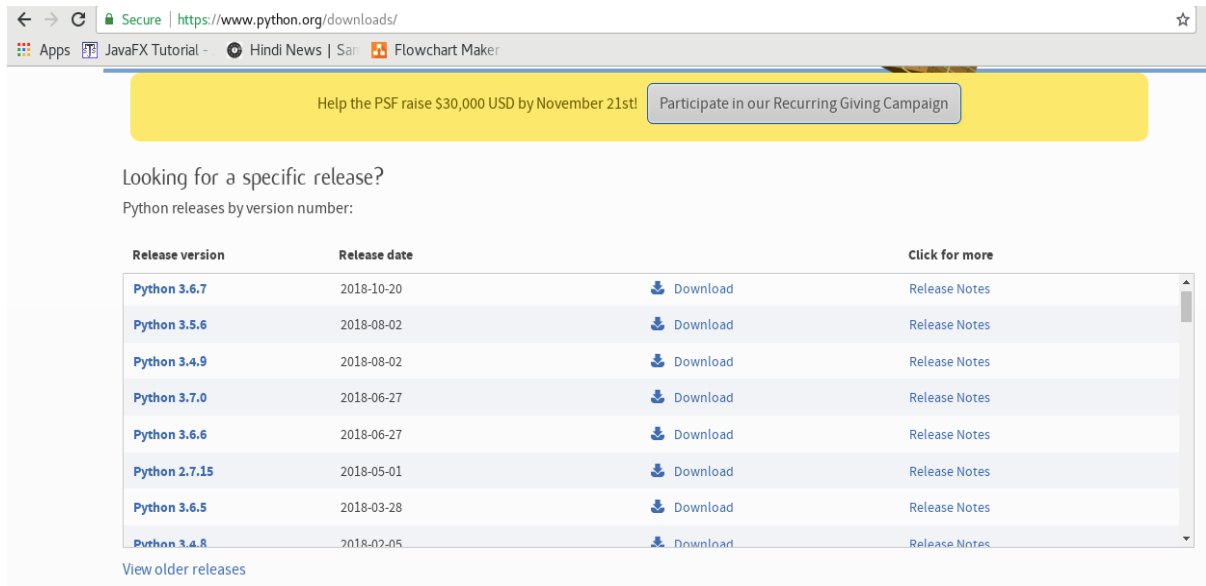 Secure | https://www.python.org/downloads/
Apps JavaFX Tutorial - Hindi News | San Flowchart Maker
Help the PSF raise $30,000 USD by November 21st! Participate in our Recurring Giving Campaign
Looking for a specific release?
Python releases by version number:
Release version Release date Click for more
Python 3.6.7 2018-10-20 Download Release Notes
Python 3.5.6 2018-08-02 Download Release Notes
Python 3.4.9 2018-08-02 Download Release Notes
Python 3.7.0 2018-06-27 Download Release Notes
Python 3.6.6 2018-06-27 Download Release Notes
Python 2.7.15 2018-05-01 Download Release Notes
Python 3.6.5 2018-03-28 Download Release Notes
Python 3.4.8 2018-02-05 Download Release Notes
View older releases